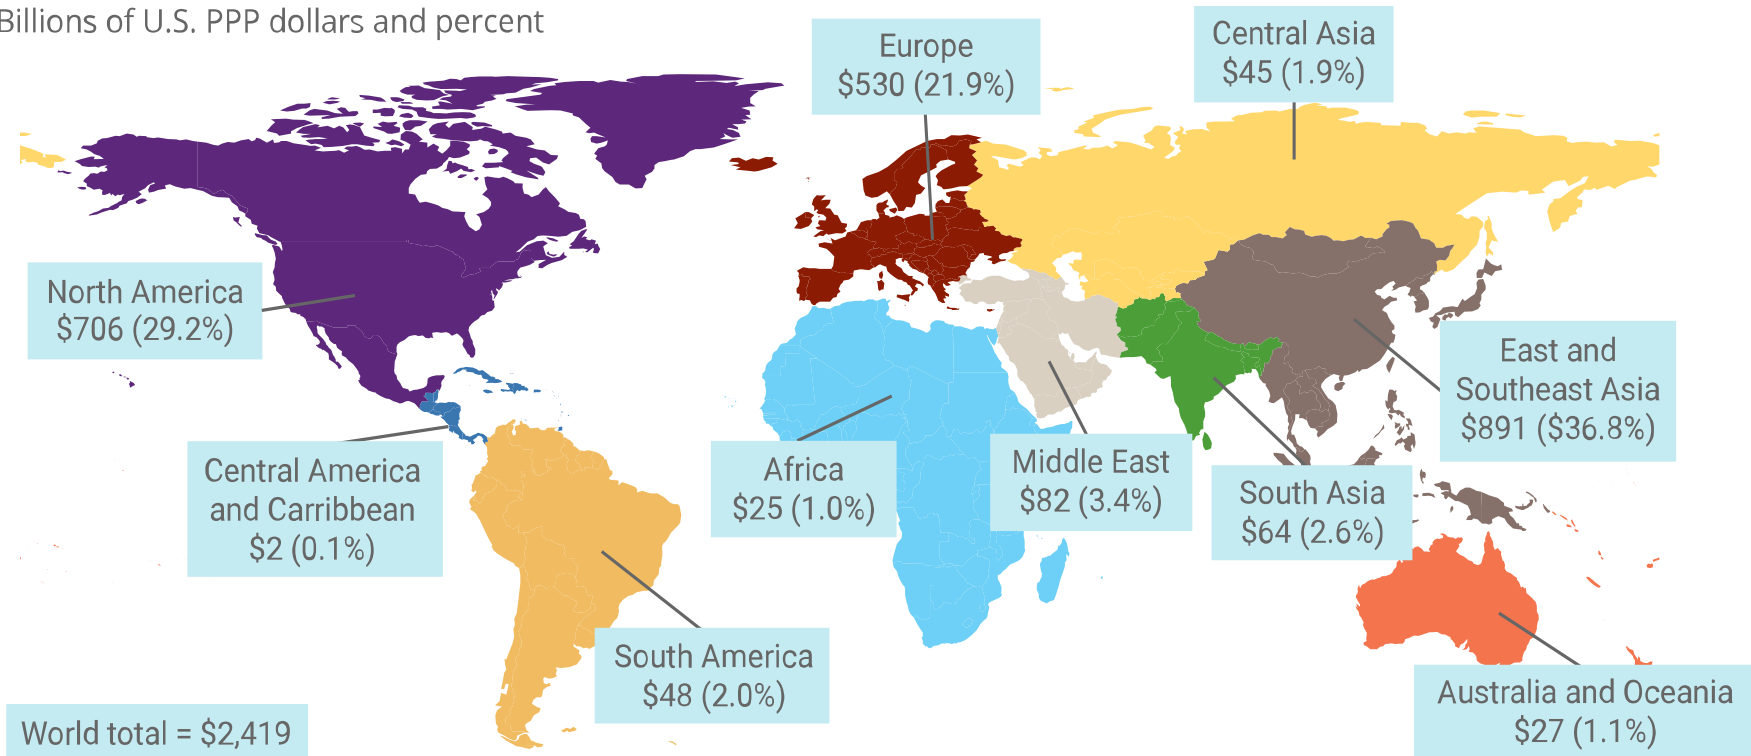 Billions of U.S. PPP dollars and percent
Europe
$530 (21.9%)
Central Asia
$45 (1.9%)
North America
$706 (29.2%)
East and
Southeast Asia
$891 ($36.8%)
Central America
and Carribbean
$2 (0.1%)
Africa
$25 (1.0%)
Middle East
$82 (3.4%)
South Asia
$64 (2.6%)
South America
$48 (2.0%)
Australia and Oceania
$27 (1.1%)
World total = $2,419